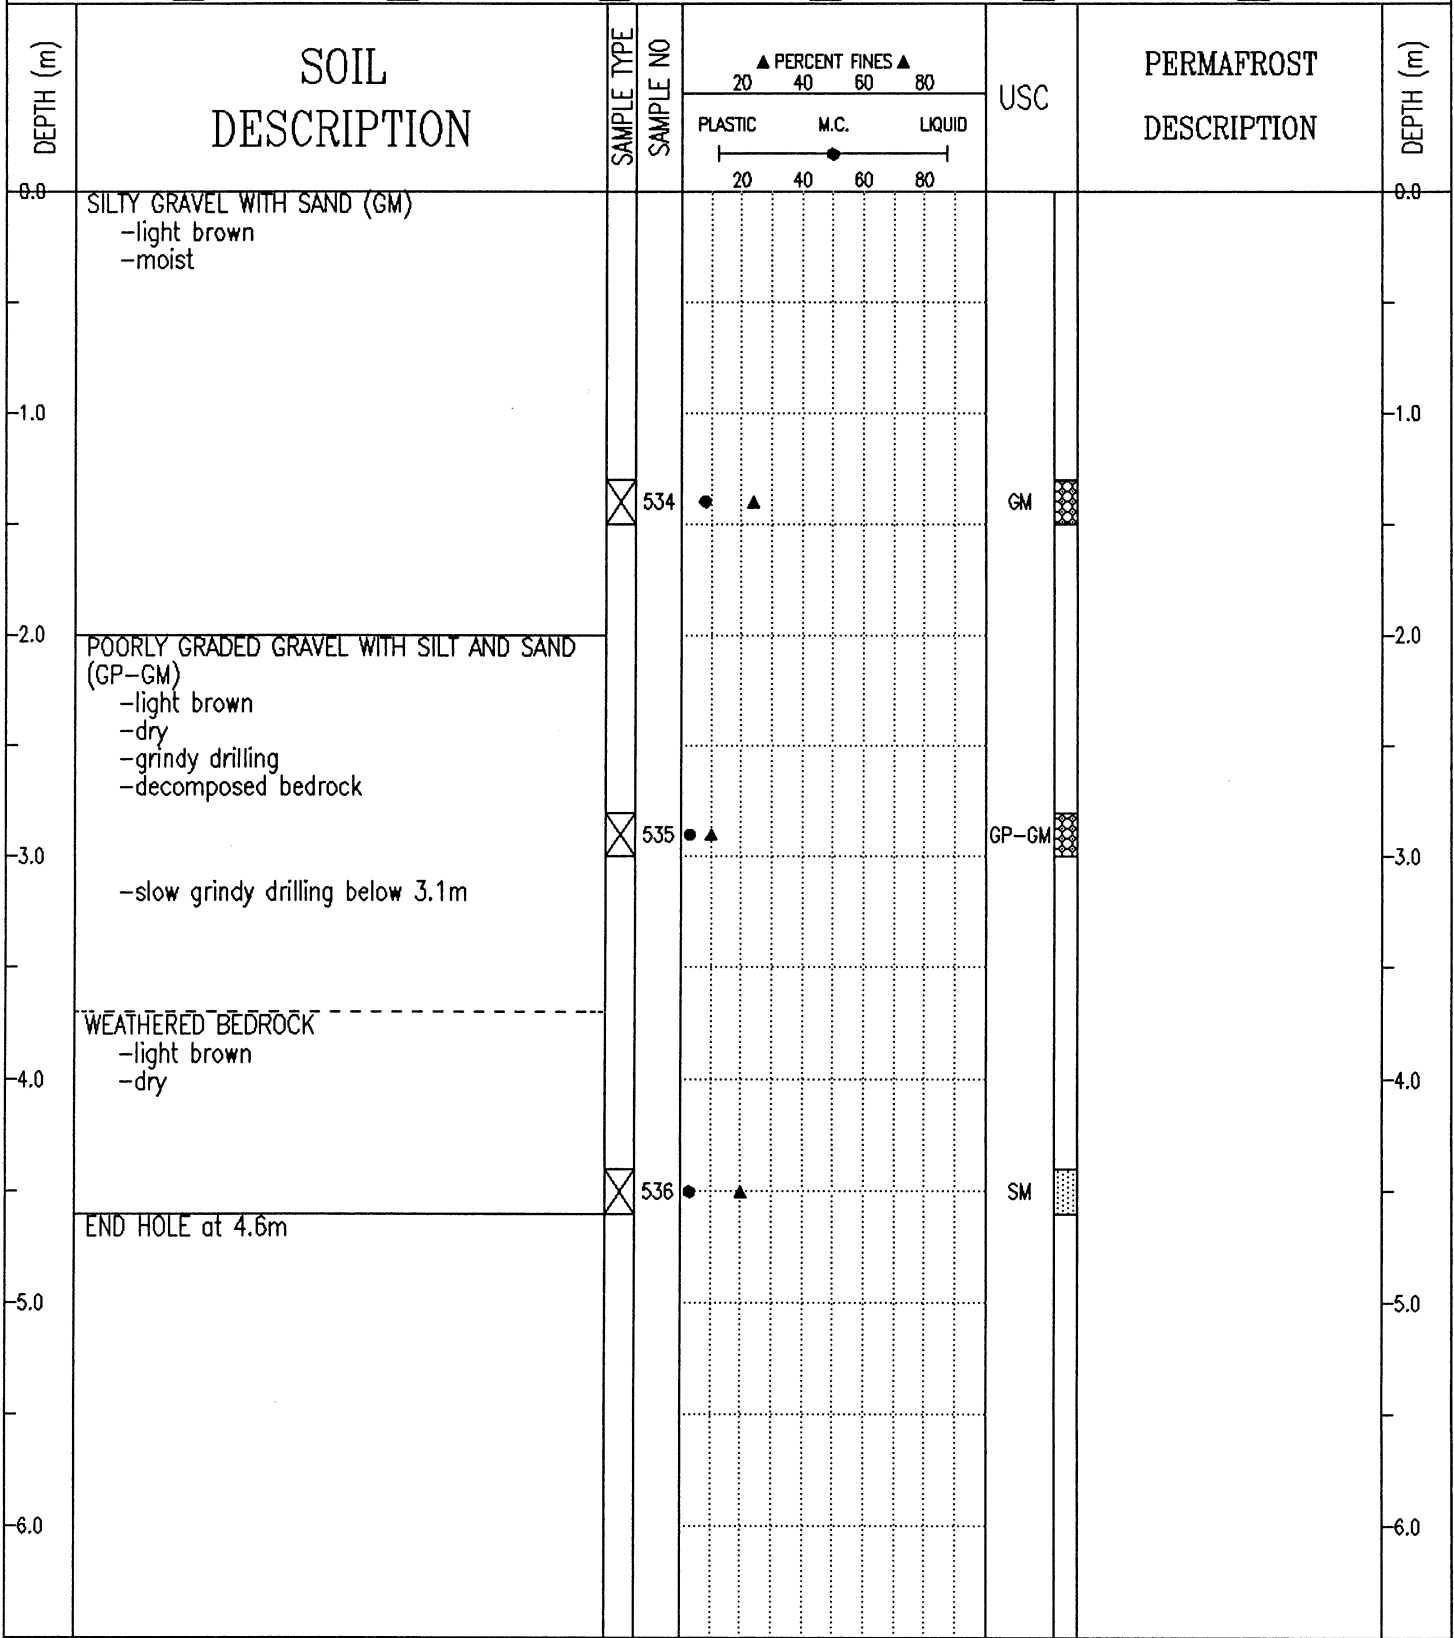 DEPTH (m)
SOIL
DESCRIPTION
SAMPLE TYPE
SAMPLE NO
▲ PERCENT FINES ▲
20 40 60 80
PLASTIC M.C. LIQUID
20 40 60 80
USC
PERMAFROST
DESCRIPTION
DEPTH (m)
0.0 0.0
SILTY GRAVEL WITH SAND (GM)
-light brown
-moist
1.0 1.0
534 GM
2.0 2.0
POORLY GRADED GRAVEL WITH SILT AND SAND
(GP-GM)
-light brown
-dry
-grindy drilling
-decomposed bedrock
535 GP-GM
3.0 3.0
-slow grindy drilling below 3.1m
WEATHERED BEDROCK
-light brown
-dry
4.0 4.0
536 SM
END HOLE at 4.6m
5.0 5.0
6.0 6.0